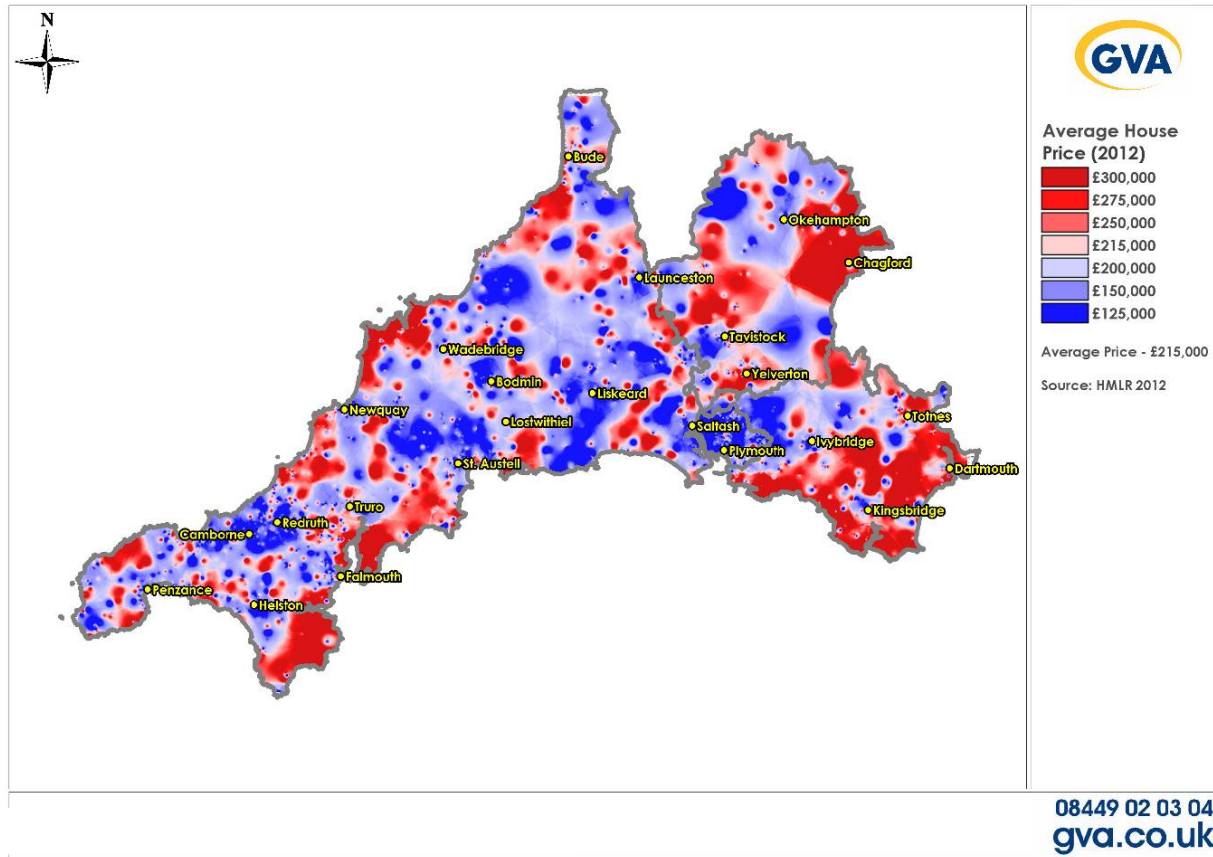 N
GVA
Average House
Price (2012)
£300,000
£275,000
£250,000
£215,000
£200,000
£150,000
£125,000
Average Price - £215,000
Source: HMLR 2012
Bude
Okehampton
Chagford
Launceston
Tavistock
Wadebridge
Yelverton
Bodmin
Liskeard
Newquay
Totnes
Lostwithiel
Saltash
Ivybridge
Plymouth
St. Austell
Dartmouth
Truro
Kingsbridge
Redruth
Camborne
Falmouth
Penzance
Helston
08449 02 03 04
gva.co.uk